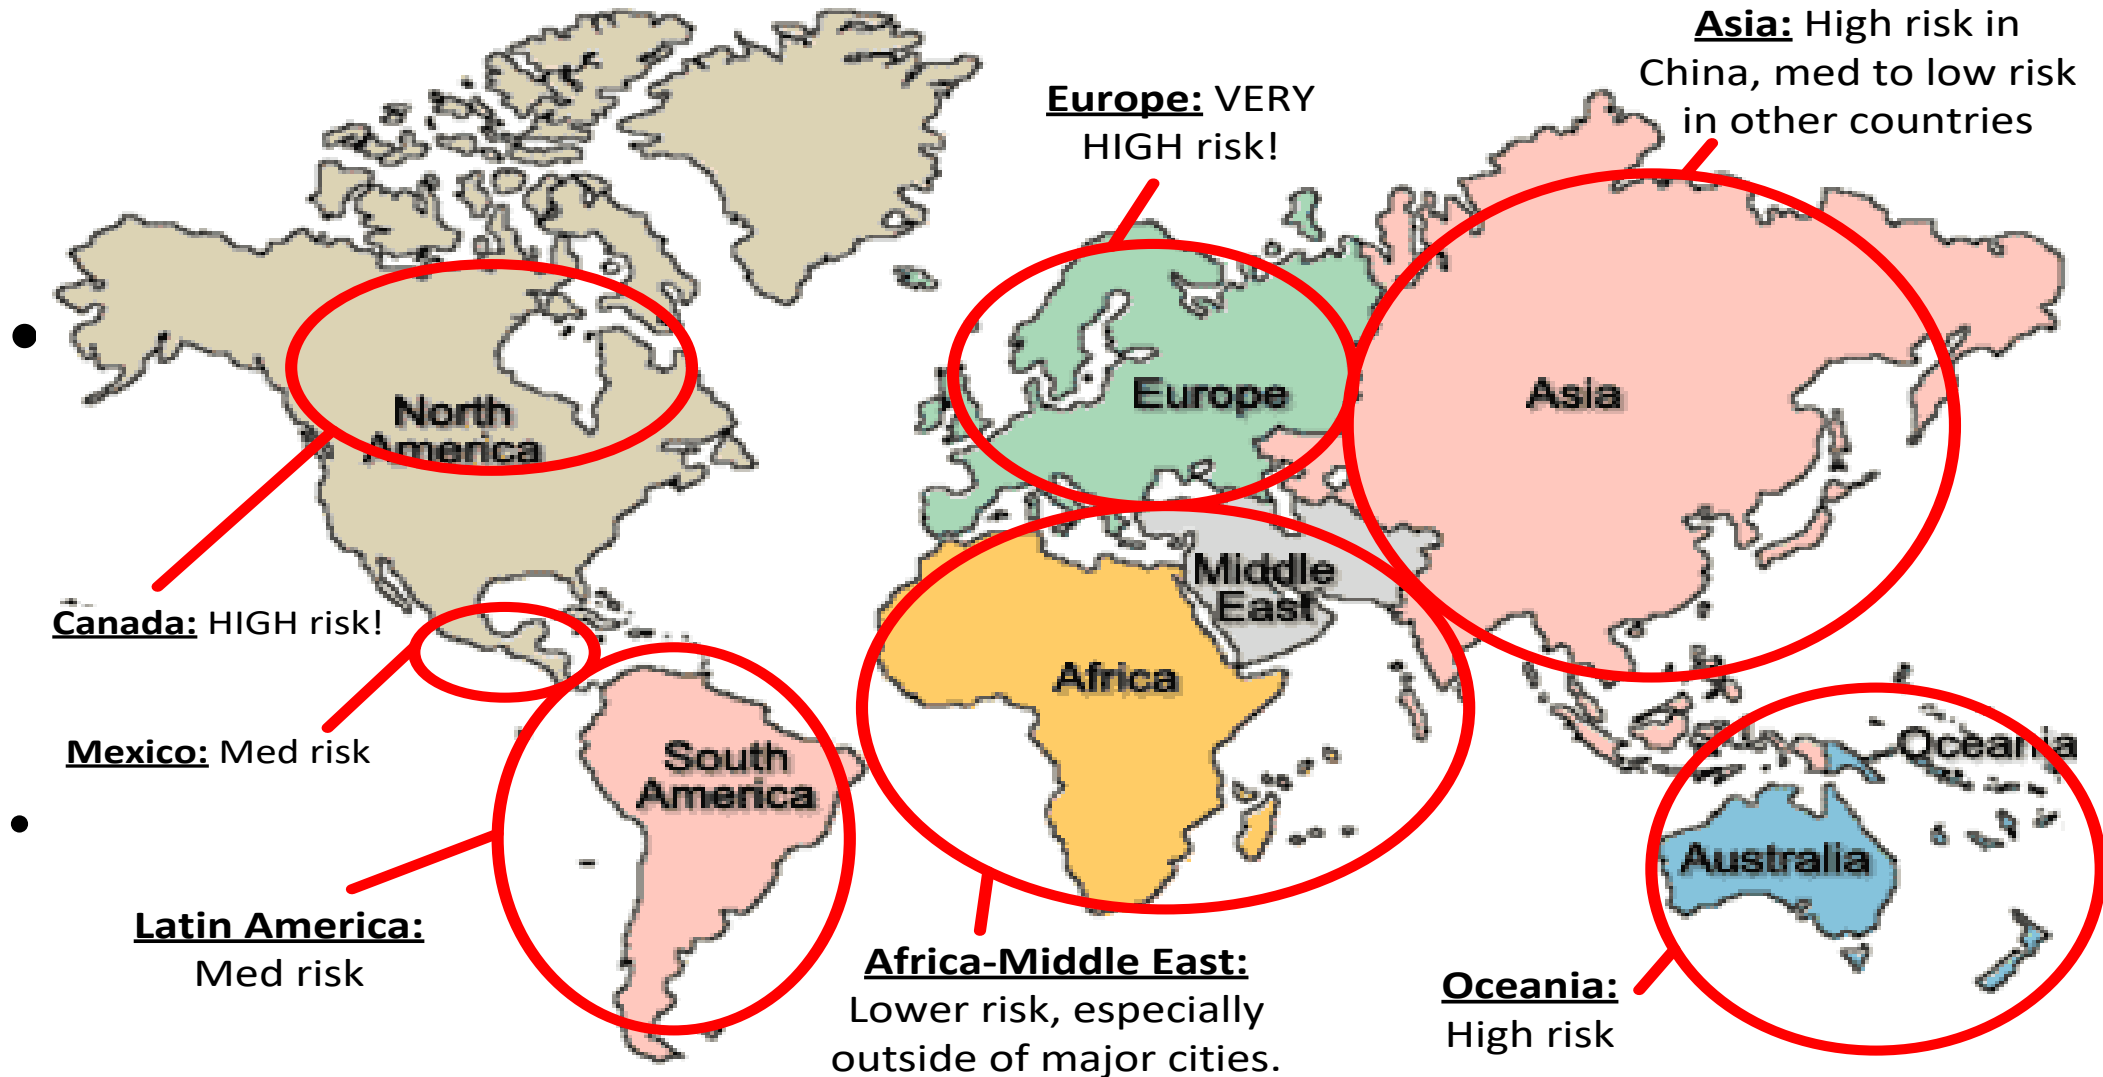 Asia: High risk in
China, med to low risk
in other countries
Europe: VERY
HIGH risk!
North
America
Europe
Asia
Middle
East
Canada: HIGH risk!
Africa
Mexico: Med risk
South
America
Oceania
Australia
Latin America:
Med risk
Africa-Middle East:
Lower risk, especially
outside of major cities.
Oceania:
High risk